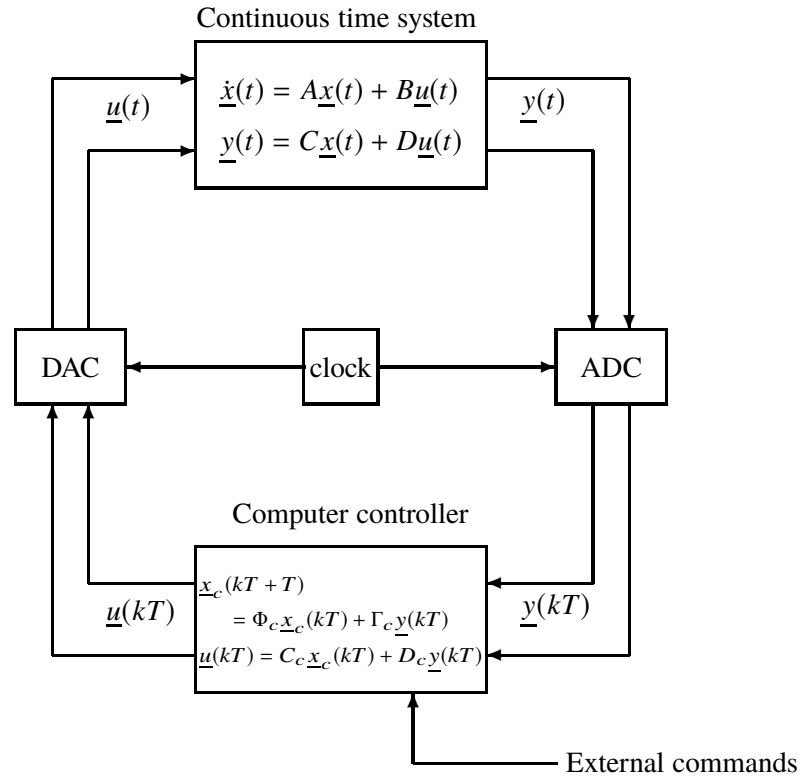 Continuous time system
ẋ(t) = Ax(t) + Bu(t)
y(t) = Cx(t) + Du(t)
u(t)
y(t)
DAC
clock
ADC
Computer controller
x_c(kT + T)
= Φ_c x_c(kT) + Γ_c y(kT)
u(kT) = C_c x_c(kT) + D_c y(kT)
u(kT)
y(kT)
External commands